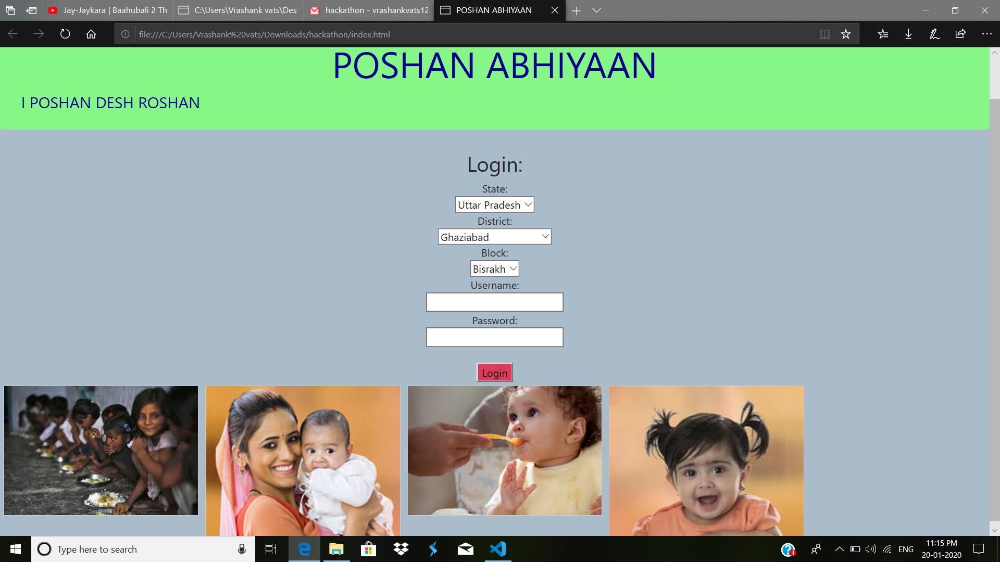 Jay-Jaykara | Baahubali 2 Th
C:\Users\Vrashank vats\Des
hackathon - vrashankvats12
POSHAN ABHIYAAN
file:///C:/Users/Vrashank%20vats/Downloads/hackathon/index.html
POSHAN ABHIYAAN
I POSHAN DESH ROSHAN
Login:
State:
Uttar Pradesh
District:
Ghaziabad
Block:
Bisrakh
Username:
Password:
Login
Type here to search
ENG
11:15 PM
20-01-2020